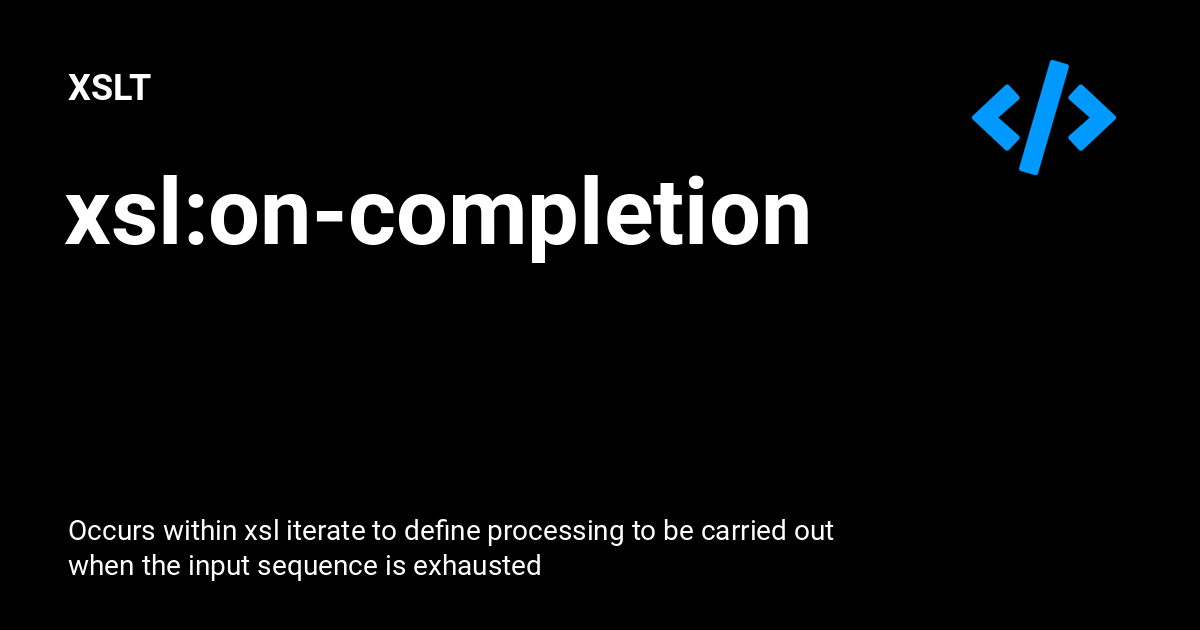 XSLT
xsl:on-completion
Occurs within xsl iterate to define processing to be carried out
when the input sequence is exhausted